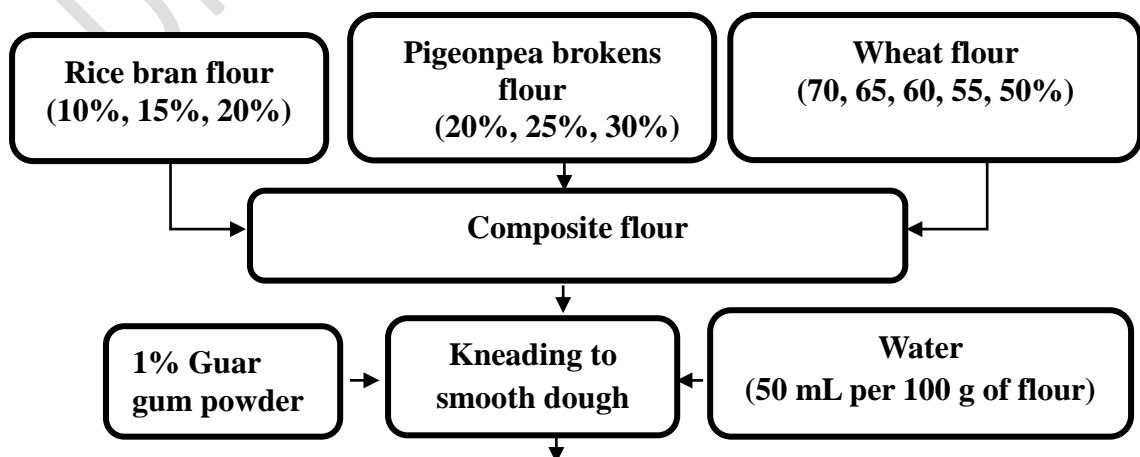 Rice bran flour
(10%, 15%, 20%)
Pigeonpea brokens
flour
(20%, 25%, 30%)
Wheat flour
(70, 65, 60, 55, 50%)
Composite flour
1% Guar
gum powder
Kneading to
smooth dough
Water
(50 mL per 100 g of flour)